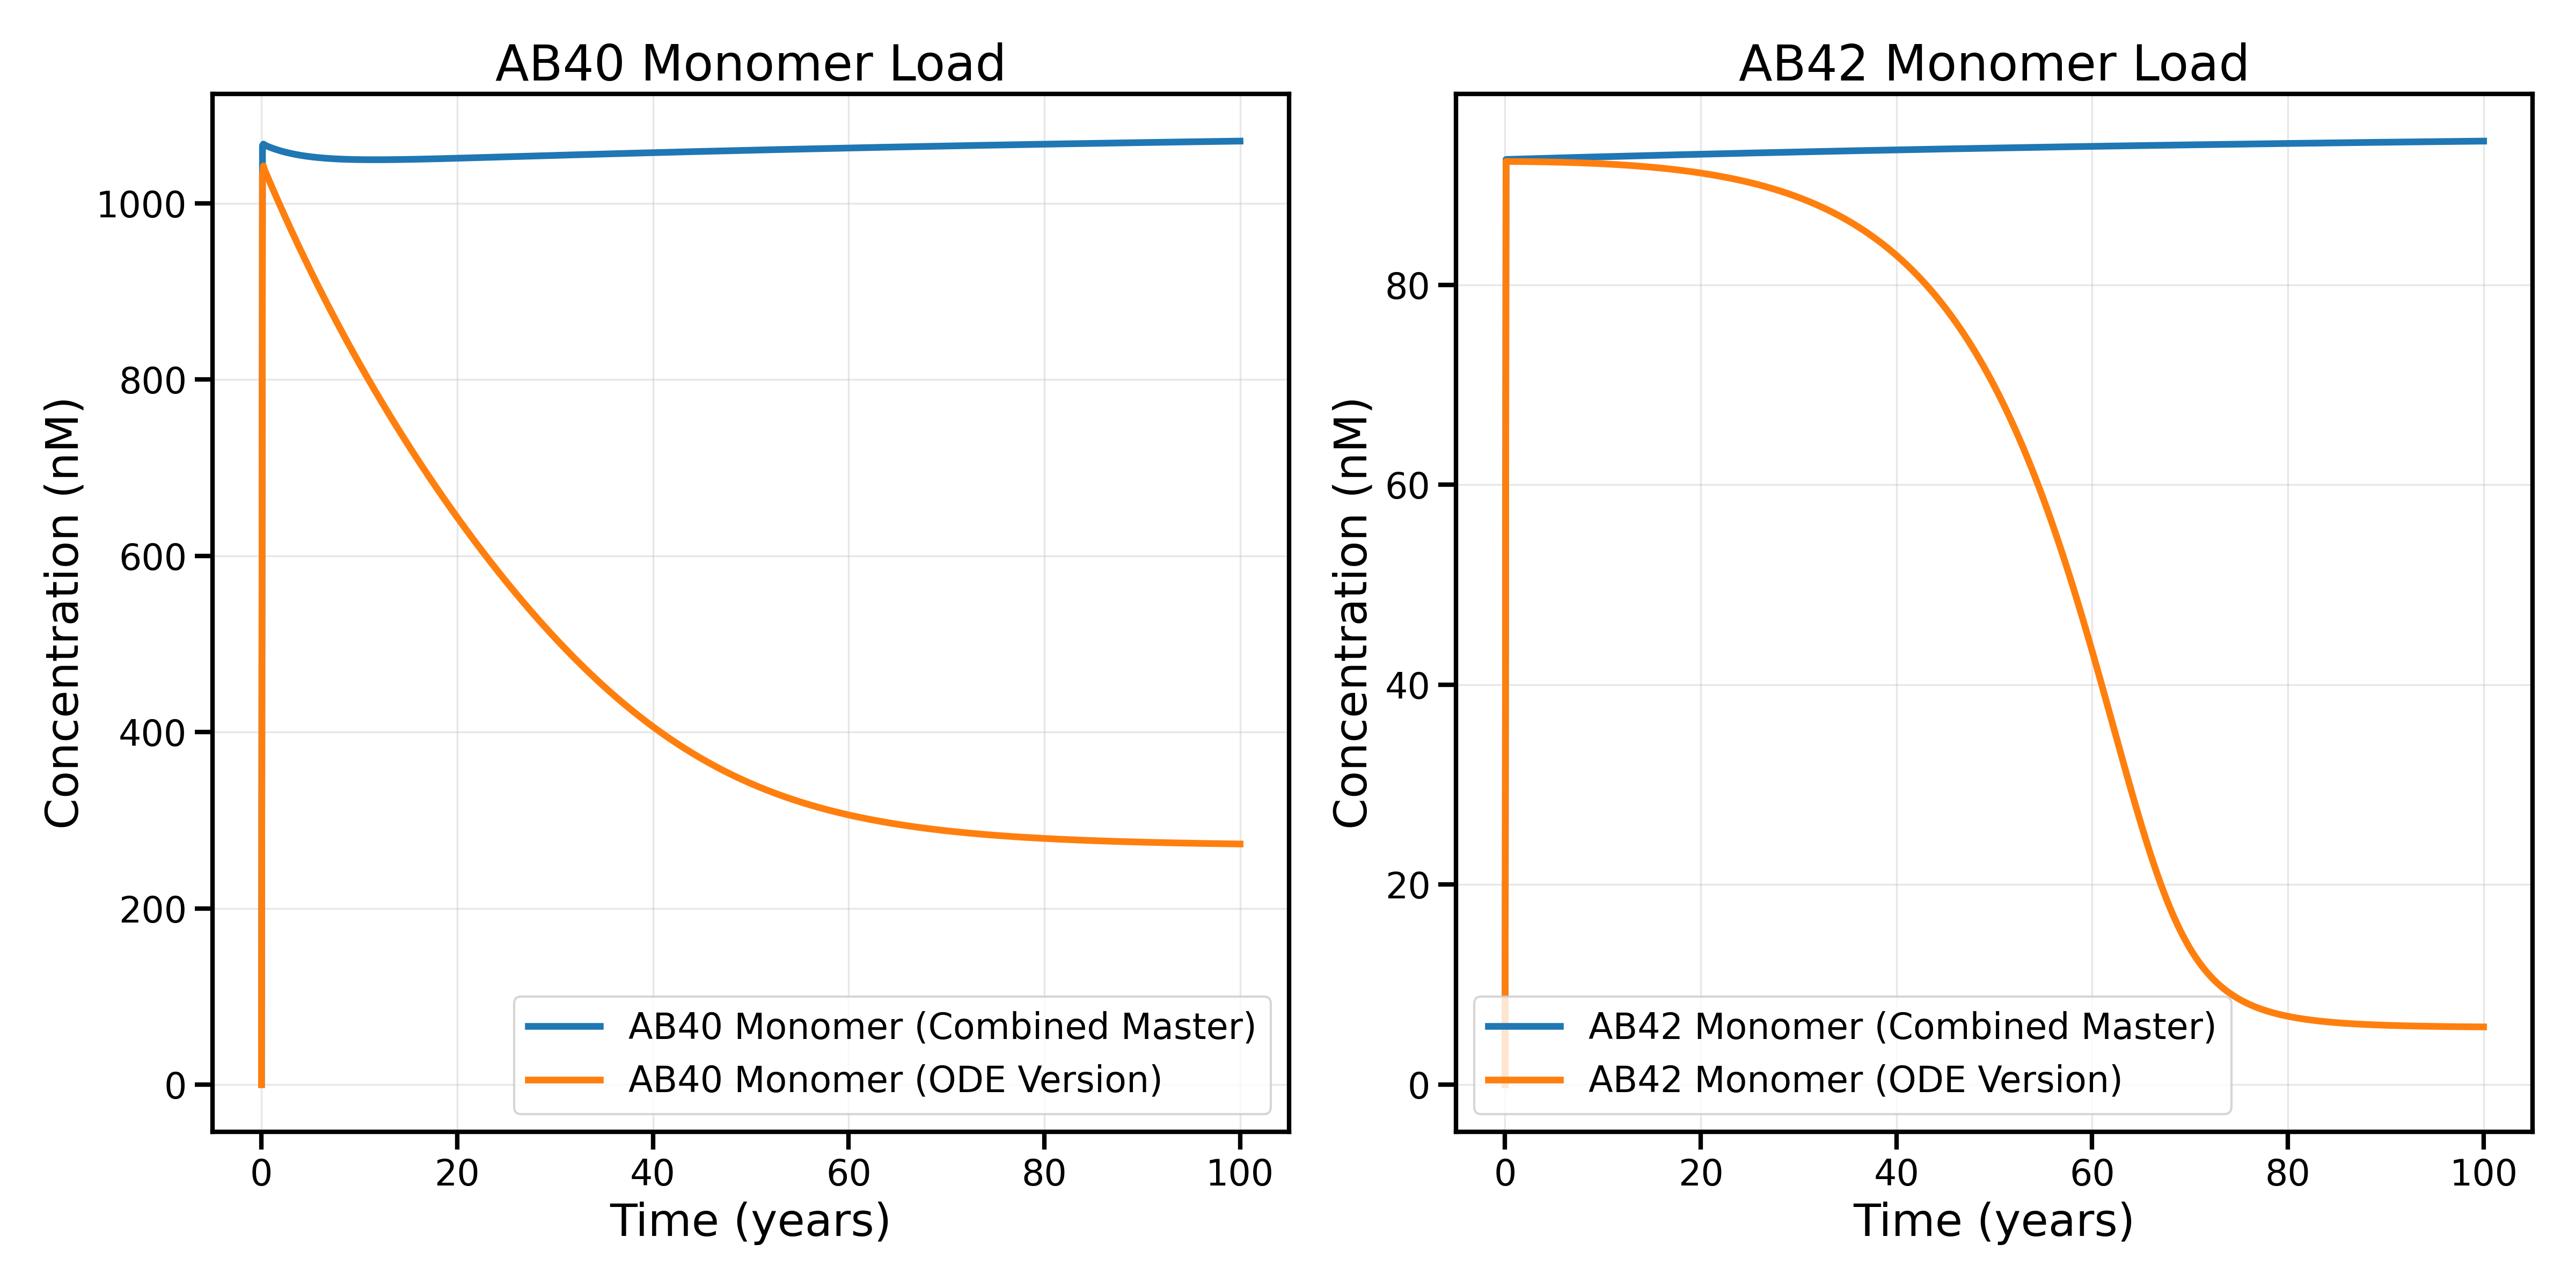 AB40 Monomer Load
Concentration (nM)
1000
800
600
400
200
0
0 20 40 60 80 100
Time (years)
AB40 Monomer (Combined Master)
AB40 Monomer (ODE Version)
AB42 Monomer Load
Concentration (nM)
80
60
40
20
0
0 20 40 60 80 100
Time (years)
AB42 Monomer (Combined Master)
AB42 Monomer (ODE Version)